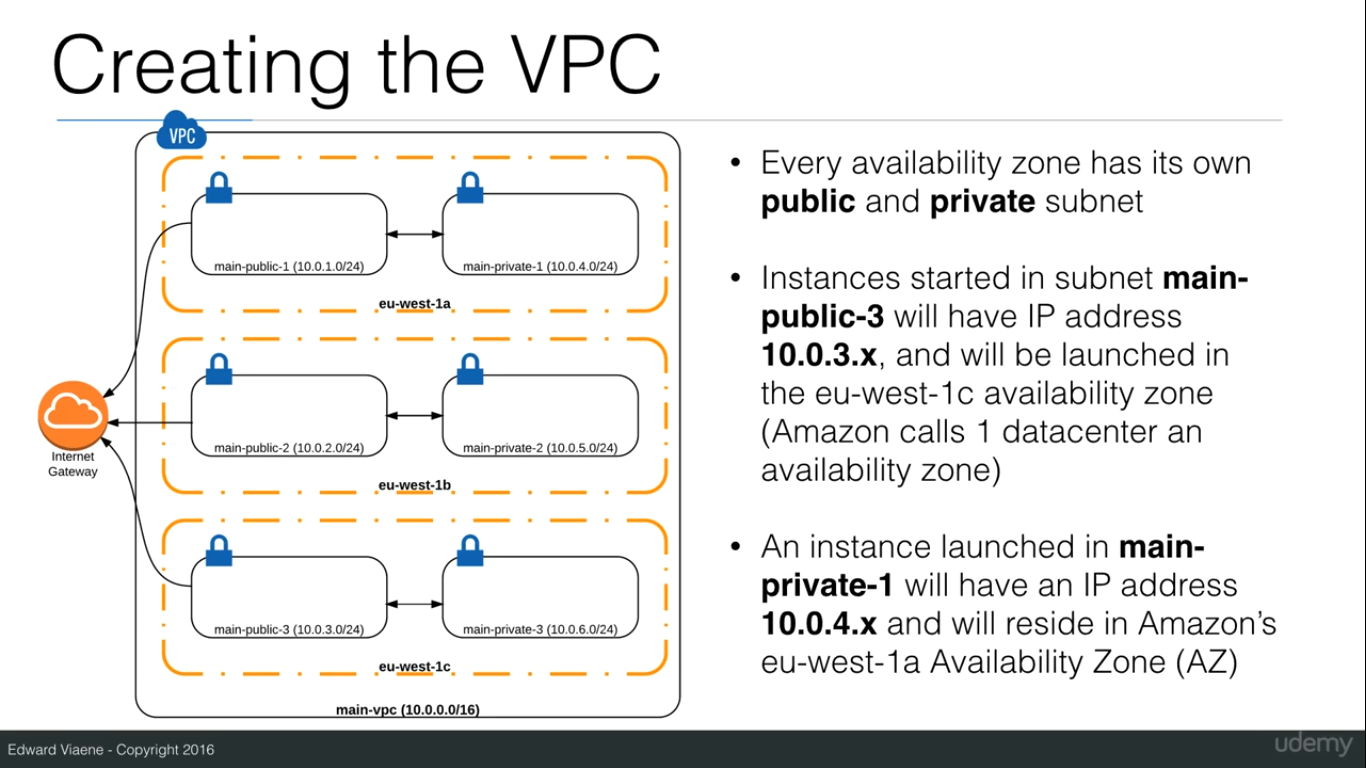 Creating the VPC
VPC
main-public-1 (10.0.1.0/24)
main-private-1 (10.0.4.0/24)
eu-west-1a
main-public-2 (10.0.2.0/24)
main-private-2 (10.0.5.0/24)
eu-west-1b
Internet
Gateway
main-public-3 (10.0.3.0/24)
main-private-3 (10.0.6.0/24)
eu-west-1c
main-vpc (10.0.0.0/16)
• Every availability zone has its own
public and private subnet
• Instances started in subnet main-
public-3 will have IP address
10.0.3.x, and will be launched in
the eu-west-1c availability zone
(Amazon calls 1 datacenter an
availability zone)
• An instance launched in main-
private-1 will have an IP address
10.0.4.x and will reside in Amazon’s
eu-west-1a Availability Zone (AZ)
Edward Viaene - Copyright 2016
udemy